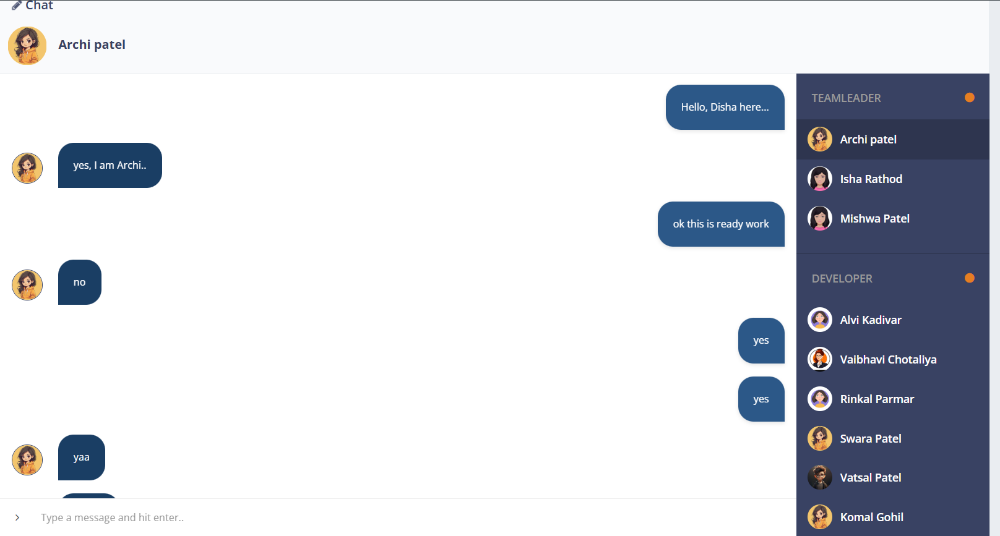 Chat
Archi patel
Hello, Disha here...
yes, I am Archi..
ok this is ready work
no
yes
yes
yaa
Type a message and hit enter..
TEAMLEADER
Archi patel
Isha Rathod
Mishwa Patel
DEVELOPER
Alvi Kadivar
Vaibhavi Chotaliya
Rinkal Parmar
Swara Patel
Vatsal Patel
Komal Gohil